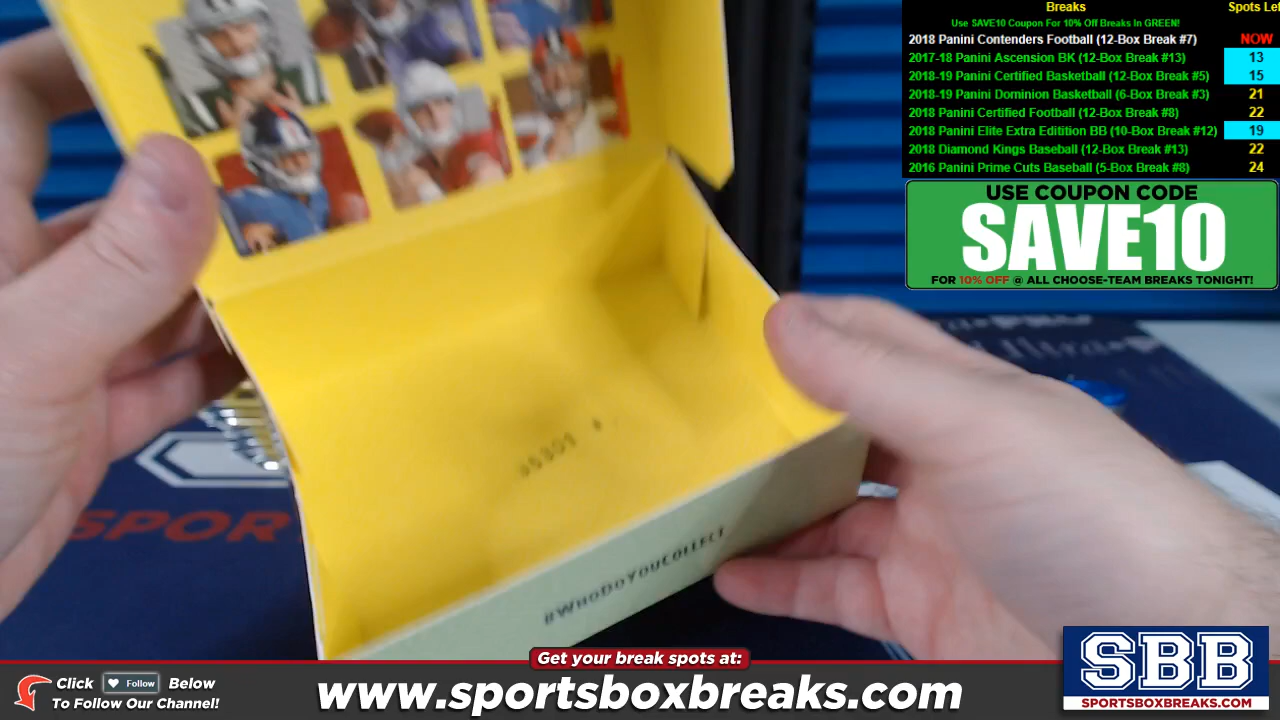 Breaks Spots Lef
Use SAVE10 Coupon For 10% Off Breaks In GREEN!
2018 Panini Contenders Football (12-Box Break #7) NOW
2017-18 Panini Ascension BK (12-Box Break #13) 13
2018-19 Panini Certified Basketball (12-Box Break #5) 15
2018-19 Panini Dominion Basketball (6-Box Break #3) 21
2018 Panini Certified Football (12-Box Break #8) 22
2018 Panini Elite Extra Edition BB (10-Box Break #12) 19
2018 Diamond Kings Baseball (12-Box Break #13) 22
2016 Panini Prime Cuts Baseball (5-Box Break #8) 24
USE COUPON CODE
SAVE10
FOR 10% OFF @ ALL CHOOSE-TEAM BREAKS TONIGHT!
SPORT
#WHODOYOUCOLLECT
Get your break spots at:
Click Follow Below
To Follow Our Channel!
www.sportsboxbreaks.com
SBB
SPORTSBOXBREAKS.COM